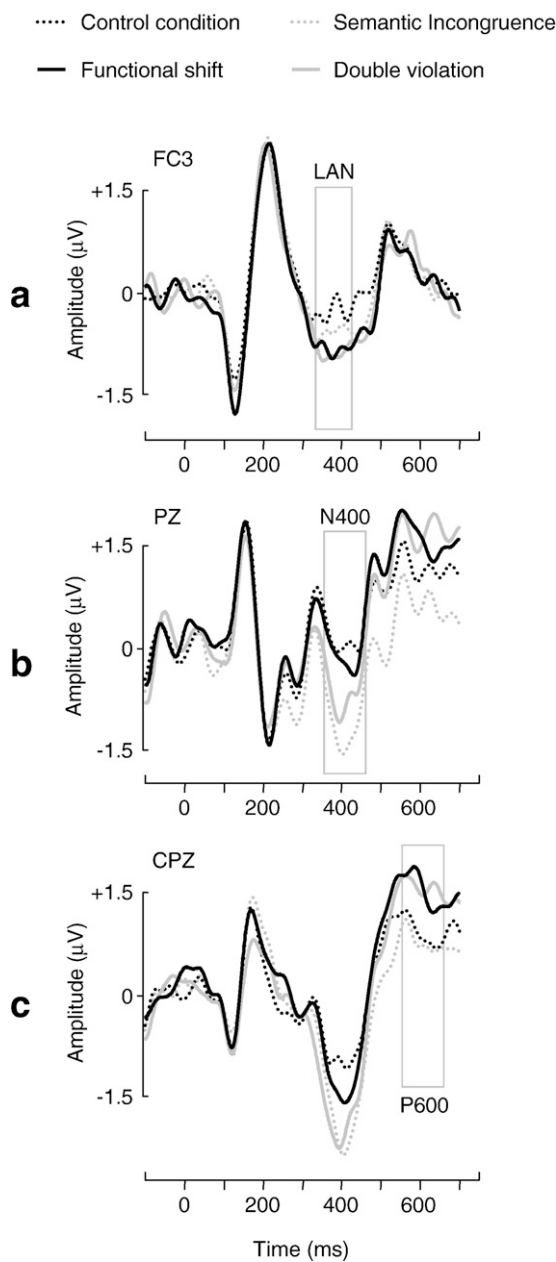 Control condition Semantic Incongruence
Functional shift Double violation
FC3
LAN
+1.5
0
-1.5
Amplitude (μV)
a
0 200 400 600
PZ
N400
+1.5
0
-1.5
Amplitude (μV)
b
0 200 400 600
CPZ
+1.5
0
-1.5
Amplitude (μV)
c
P600
0 200 400 600
Time (ms)